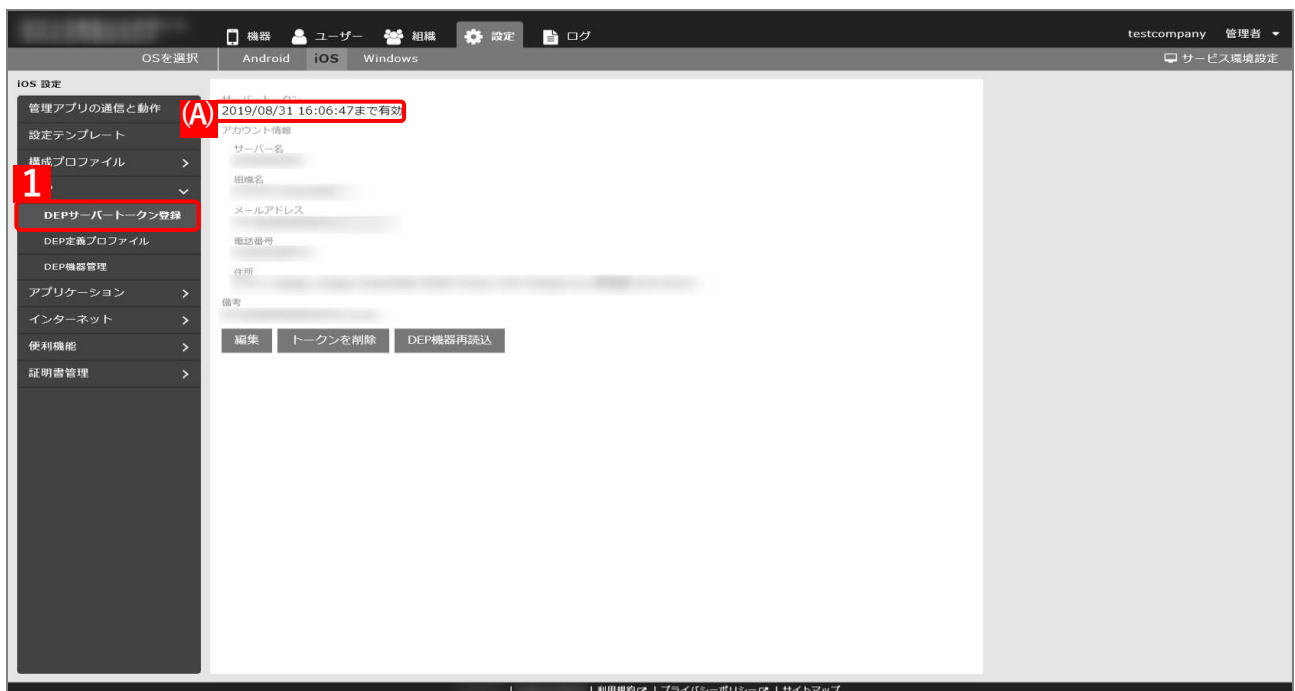 機器 ユーザー 組織 設定 ログ testcompany 管理者
OSを選択 Android iOS Windows サービス環境設定
iOS 設定
管理アプリの通信と動作
設定テンプレート
構成プロファイル
1
DEPサーバートークン登録
DEP定義プロファイル
DEP機器管理
アプリケーション
インターネット
便利機能
証明書管理
(A)
2019/08/31 16:06:47まで有効
アカウント情報
サーバー名
組織名
メールアドレス
電話番号
住所
備考
編集 トークンを削除 DEP機器再読込
| 利用規約 | プライバシーポリシー | サイトマップ